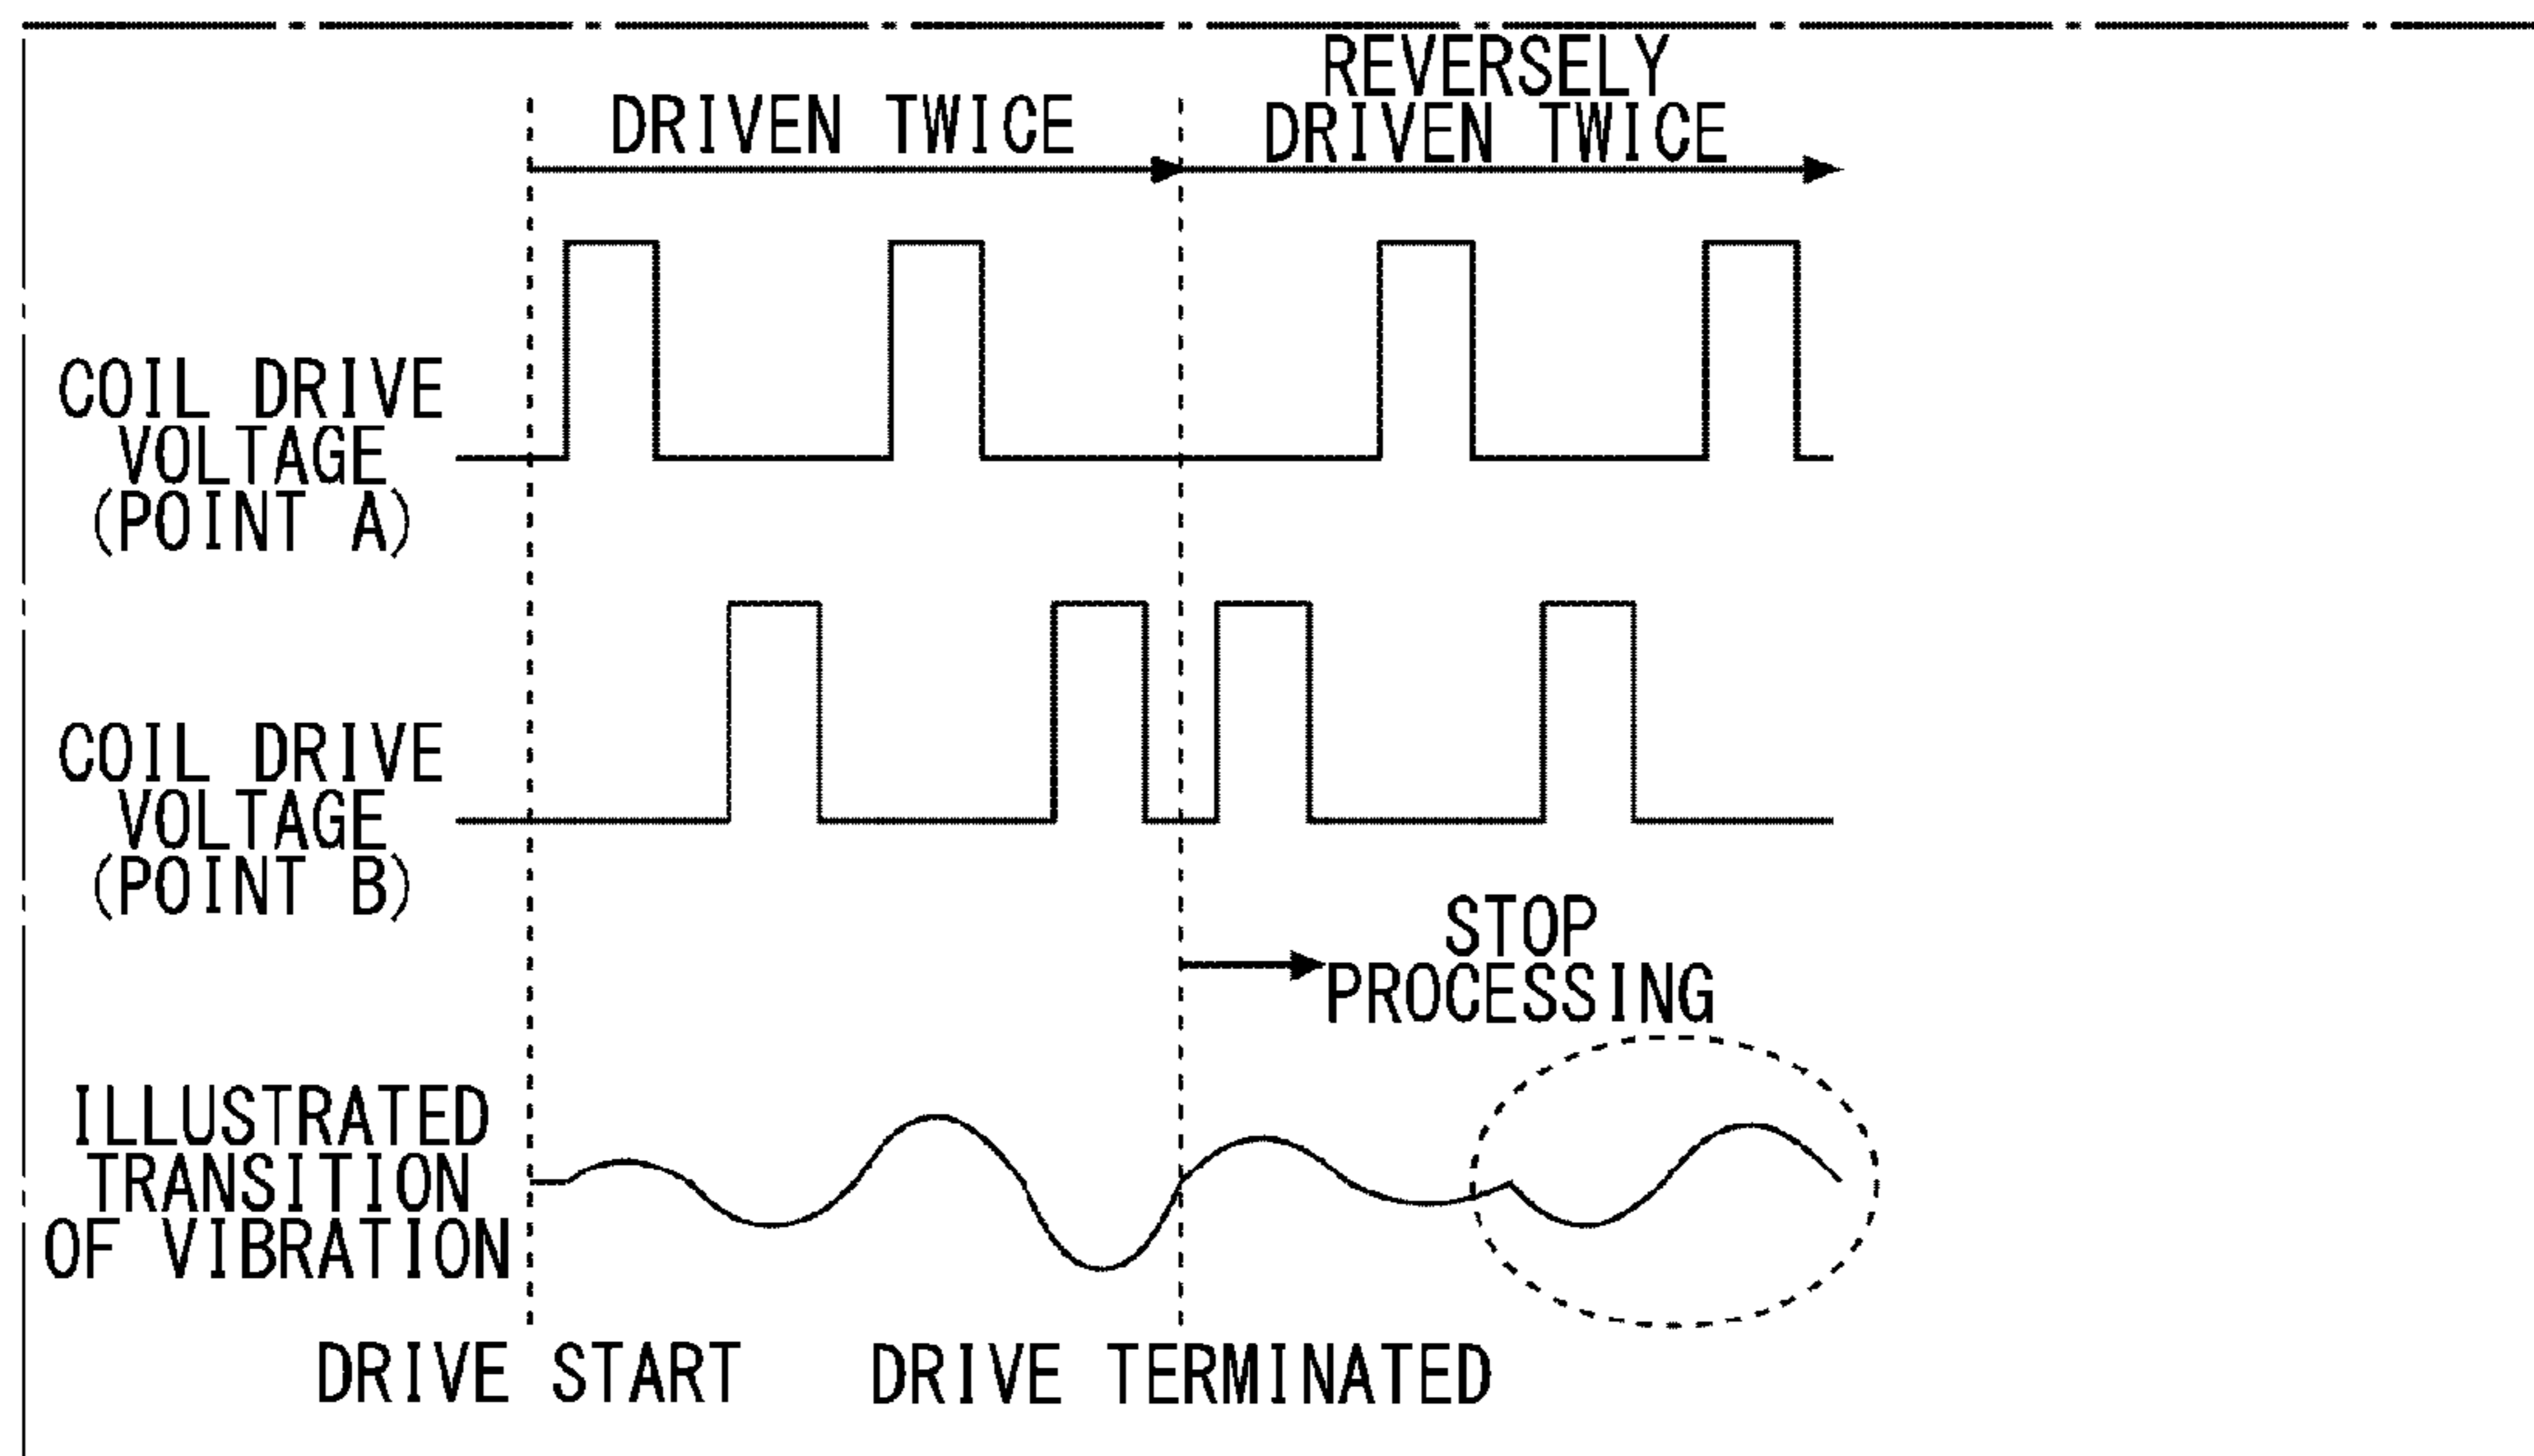 REVERSELY
DRIVEN TWICE
DRIVEN TWICE
COIL DRIVE
VOLTAGE
(POINT A)
COIL DRIVE
VOLTAGE
(POINT B)
STOP
PROCESSING
ILLUSTRATED
TRANSITION
OF VIBRATION
DRIVE START
DRIVE TERMINATED